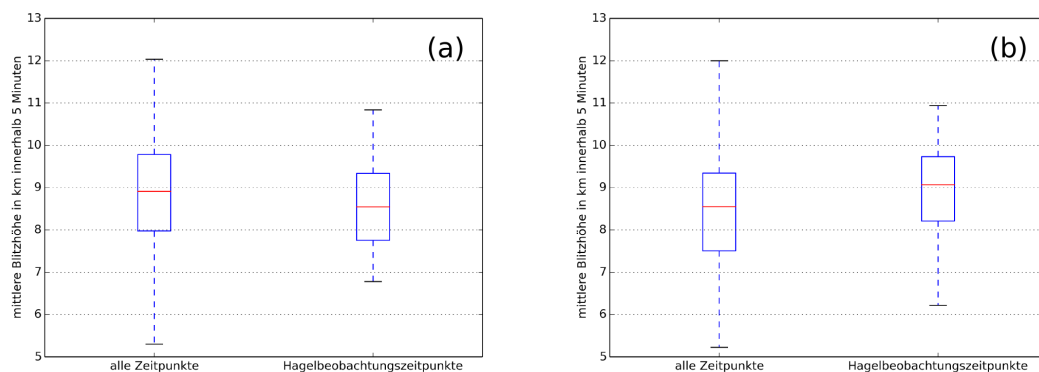 13
12
11
10
9
8
7
6
5
mittlere Blitzhöhe in km innerhalb 5 Minuten
(a)
alle Zeitpunkte
Hagelbeobachtungszeitpunkte
13
12
11
10
9
8
7
6
5
mittlere Blitzhöhe in km innerhalb 5 Minuten
(b)
alle Zeitpunkte
Hagelbeobachtungszeitpunkte